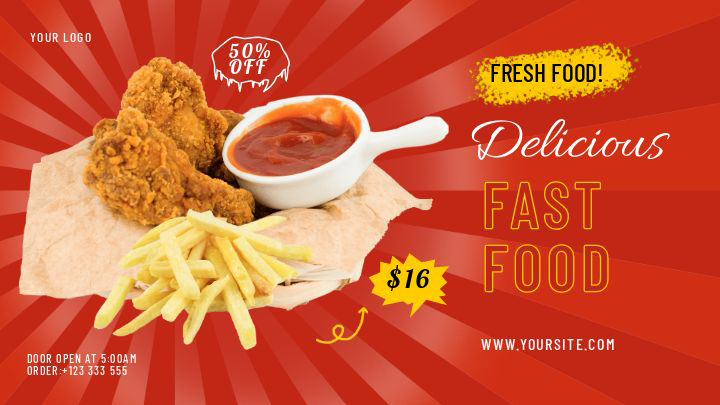 YOUR LOGO
50%
OFF
FRESH FOOD!
Delicious
FAST
FOOD
$16
WWW.YOURSITE.COM
DOOR OPEN AT 5:00AM
ORDER:+123 333 555